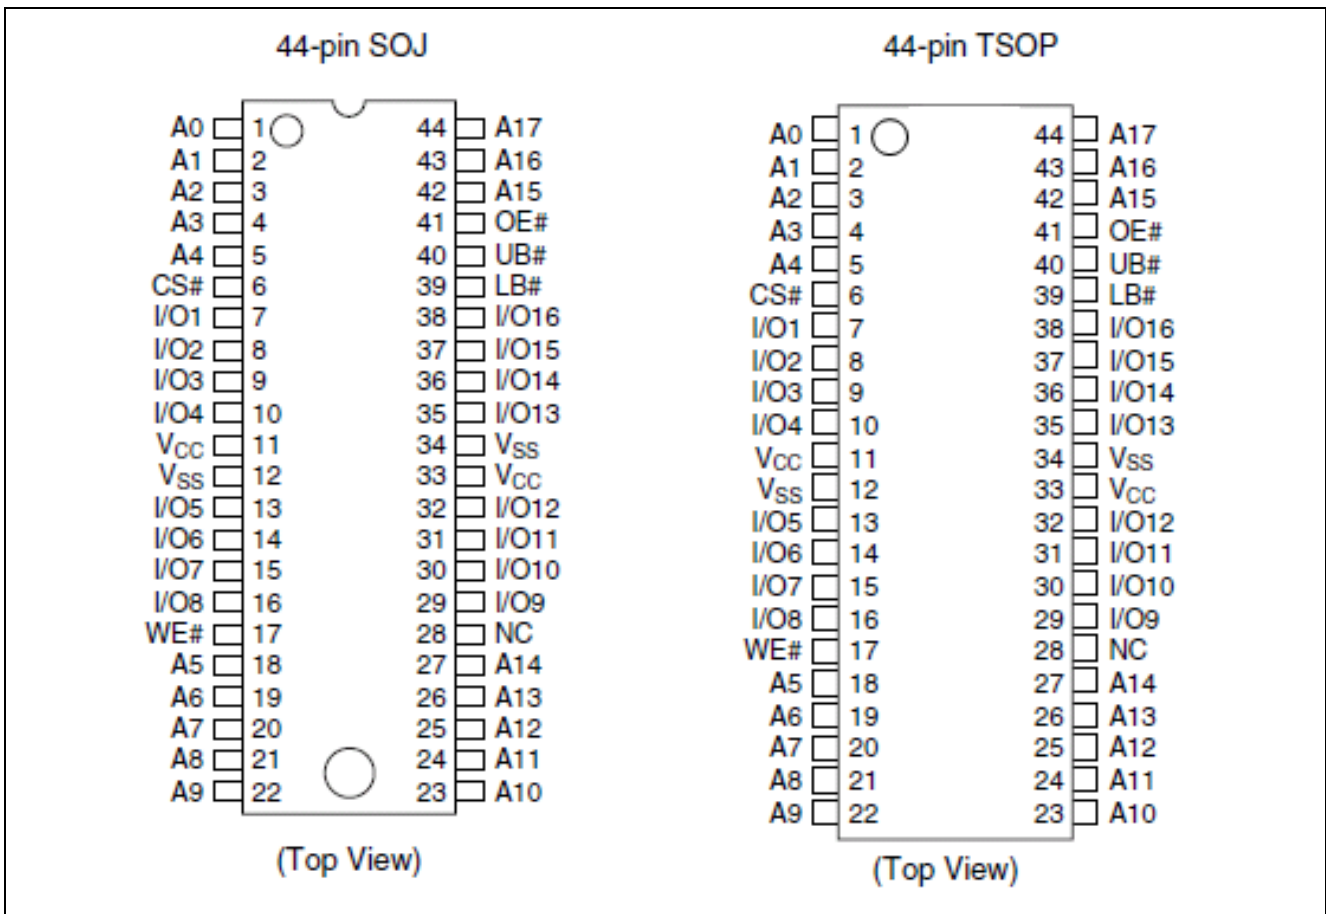 44-pin SOJ 44-pin TSOP
A0 1 44 A17 A0 1 44 A17
A1 2 43 A16 A1 2 43 A16
A2 3 42 A15 A2 3 42 A15
A3 4 41 OE# A3 4 41 OE#
A4 5 40 UB# A4 5 40 UB#
CS# 6 39 LB# CS# 6 39 LB#
I/O1 7 38 I/O16 I/O1 7 38 I/O16
I/O2 8 37 I/O15 I/O2 8 37 I/O15
I/O3 9 36 I/O14 I/O3 9 36 I/O14
I/O4 10 35 I/O13 I/O4 10 35 I/O13
VCC 11 34 VSS VCC 11 34 VSS
VSS 12 33 VCC VSS 12 33 VCC
I/O5 13 32 I/O12 I/O5 13 32 I/O12
I/O6 14 31 I/O11 I/O6 14 31 I/O11
I/O7 15 30 I/O10 I/O7 15 30 I/O10
I/O8 16 29 I/O9 I/O8 16 29 I/O9
WE# 17 28 NC WE# 17 28 NC
A5 18 27 A14 A5 18 27 A14
A6 19 26 A13 A6 19 26 A13
A7 20 25 A12 A7 20 25 A12
A8 21 24 A11 A8 21 24 A11
A9 22 23 A10 A9 22 23 A10
(Top View) (Top View)